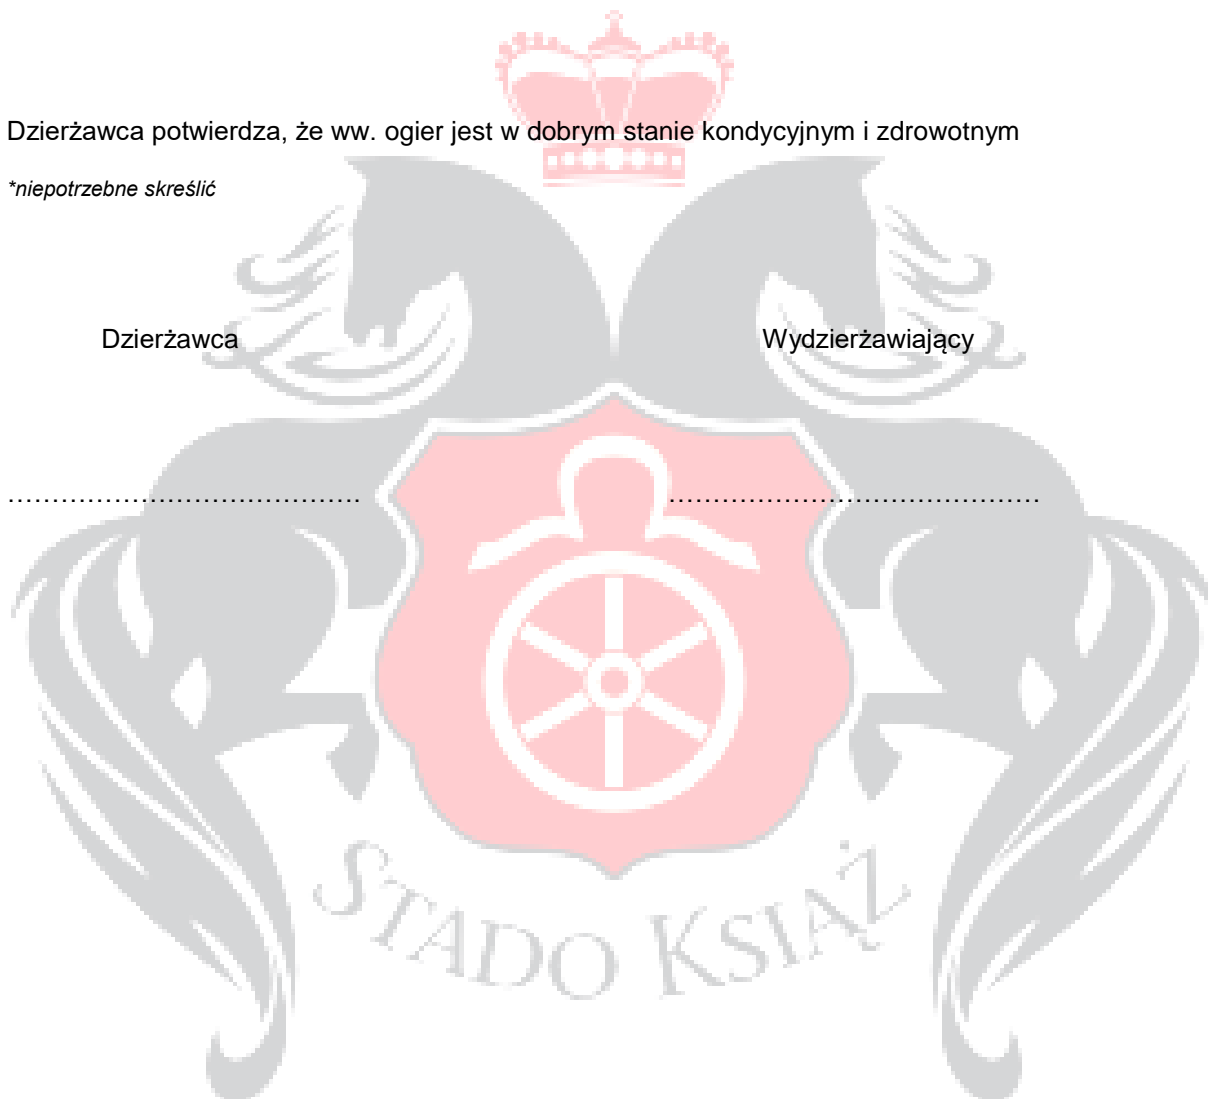 Dzierżawca potwierdza, że ww. ogier jest w dobrym stanie kondycyjnym i zdrowotnym
*niepotrzebne skreślić
Dzierżawca Wydzierżawiający
…………………………………. ……………………………………
STADO KSIĄŻ